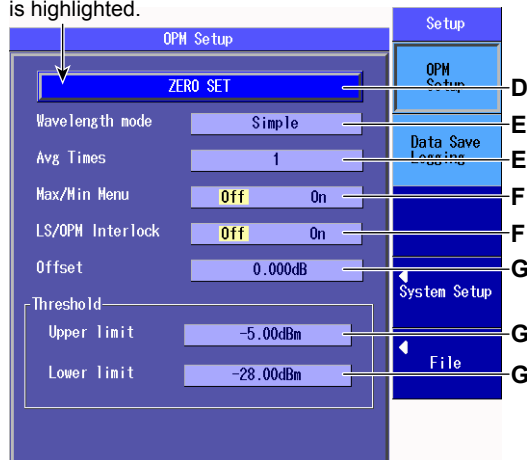 is highlighted.
OPM Setup
Setup
ZERO SET
D
OPM
Setup
Wavelength mode
Simple
E
Avg Times
1
E
Data Save
Logging
Max/Min Menu
Off
On
F
LS/OPM Interlock
Off
On
F
Offset
0.000dB
G
System Setup
Threshold
Upper limit
-5.00dBm
G
File
Lower limit
-28.00dBm
G